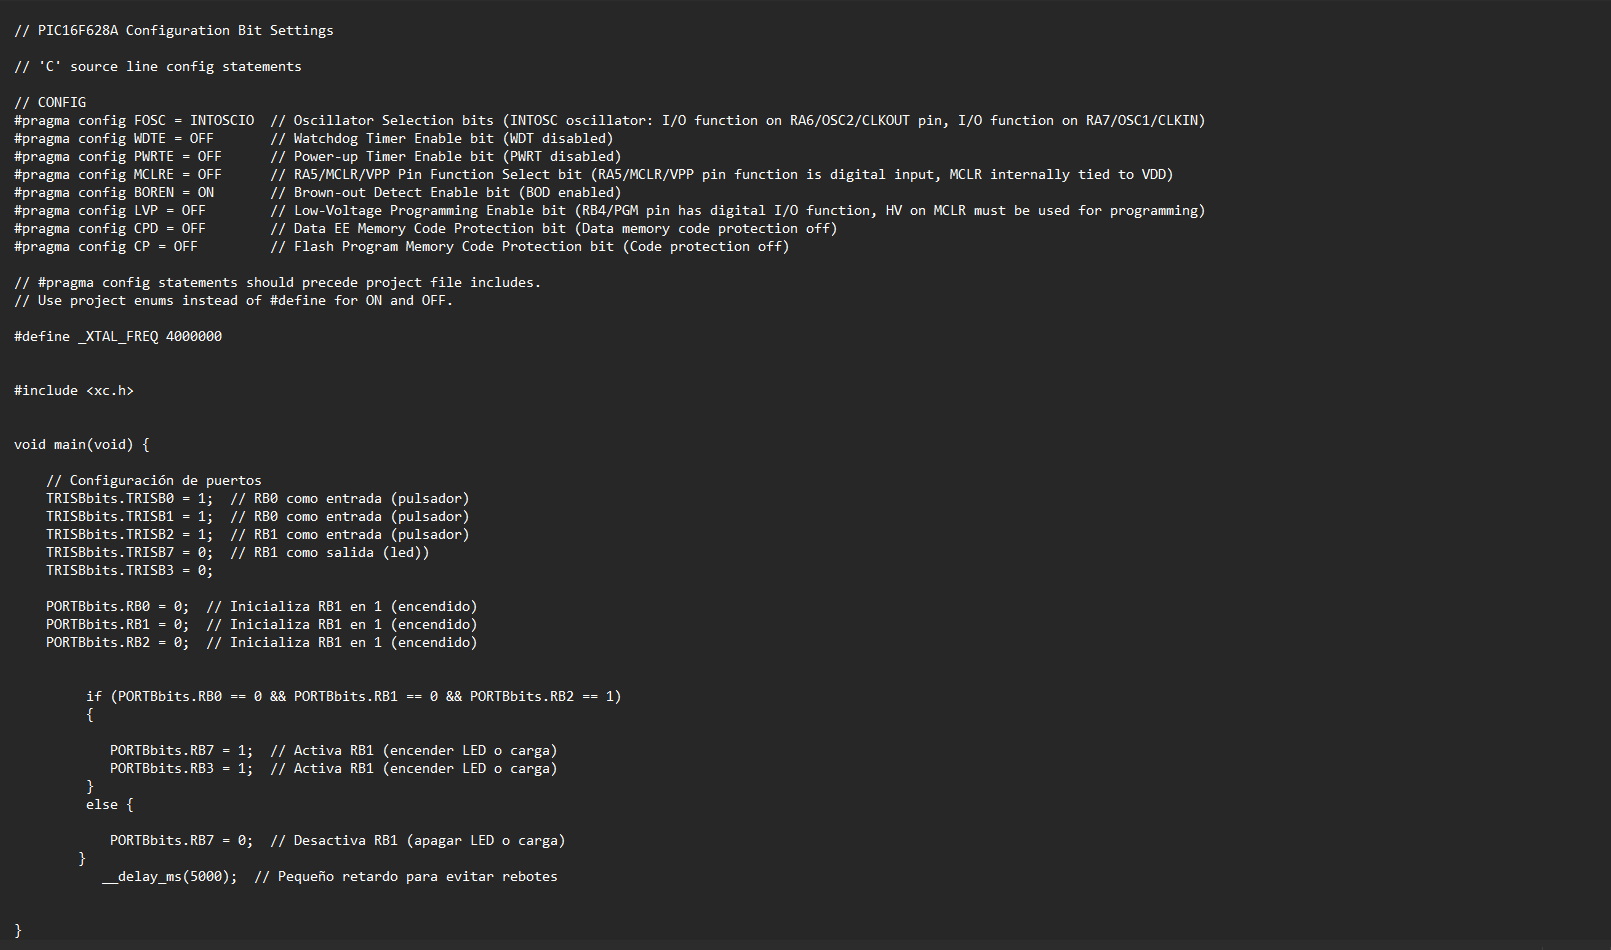 // PIC16F628A Configuration Bit Settings
// 'C' source line config statements
// CONFIG
#pragma config FOSC = INTOSCIO  // Oscillator Selection bits (INTOSC oscillator: I/O function on RA6/OSC2/CLKOUT pin, I/O function on RA7/OSC1/CLKIN)
#pragma config WDTE = OFF       // Watchdog Timer Enable bit (WDT disabled)
#pragma config PWRTE = OFF      // Power-up Timer Enable bit (PWRT disabled)
#pragma config MCLRE = OFF      // RA5/MCLR/VPP Pin Function Select bit (RA5/MCLR/VPP pin function is digital input, MCLR internally tied to VDD)
#pragma config BOREN = ON       // Brown-out Detect Enable bit (BOD enabled)
#pragma config LVP = OFF        // Low-Voltage Programming Enable bit (RB4/PGM pin has digital I/O function, HV on MCLR must be used for programming)
#pragma config CPD = OFF        // Data EE Memory Code Protection bit (Data memory code protection off)
#pragma config CP = OFF         // Flash Program Memory Code Protection bit (Code protection off)
// #pragma config statements should precede project file includes.
// Use project enums instead of #define for ON and OFF.
#define _XTAL_FREQ 4000000
#include <xc.h>
void main(void) {
    // Configuración de puertos
    TRISBbits.TRISB0 = 1;  // RB0 como entrada (pulsador)
    TRISBbits.TRISB1 = 1;  // RB0 como entrada (pulsador)
    TRISBbits.TRISB2 = 1;  // RB1 como entrada (pulsador)
    TRISBbits.TRISB7 = 0;  // RB1 como salida (led))
    TRISBbits.TRISB3 = 0;
    PORTBbits.RB0 = 0;  // Inicializa RB1 en 1 (encendido)
    PORTBbits.RB1 = 0;  // Inicializa RB1 en 1 (encendido)
    PORTBbits.RB2 = 0;  // Inicializa RB1 en 1 (encendido)
         if (PORTBbits.RB0 == 0 && PORTBbits.RB1 == 0 && PORTBbits.RB2 == 1)
         {
            PORTBbits.RB7 = 1;  // Activa RB1 (encender LED o carga)
            PORTBbits.RB3 = 1;  // Activa RB1 (encender LED o carga)
         }
         else {
            PORTBbits.RB7 = 0;  // Desactiva RB1 (apagar LED o carga)
        }
           __delay_ms(5000);  // Pequeño retardo para evitar rebotes
}